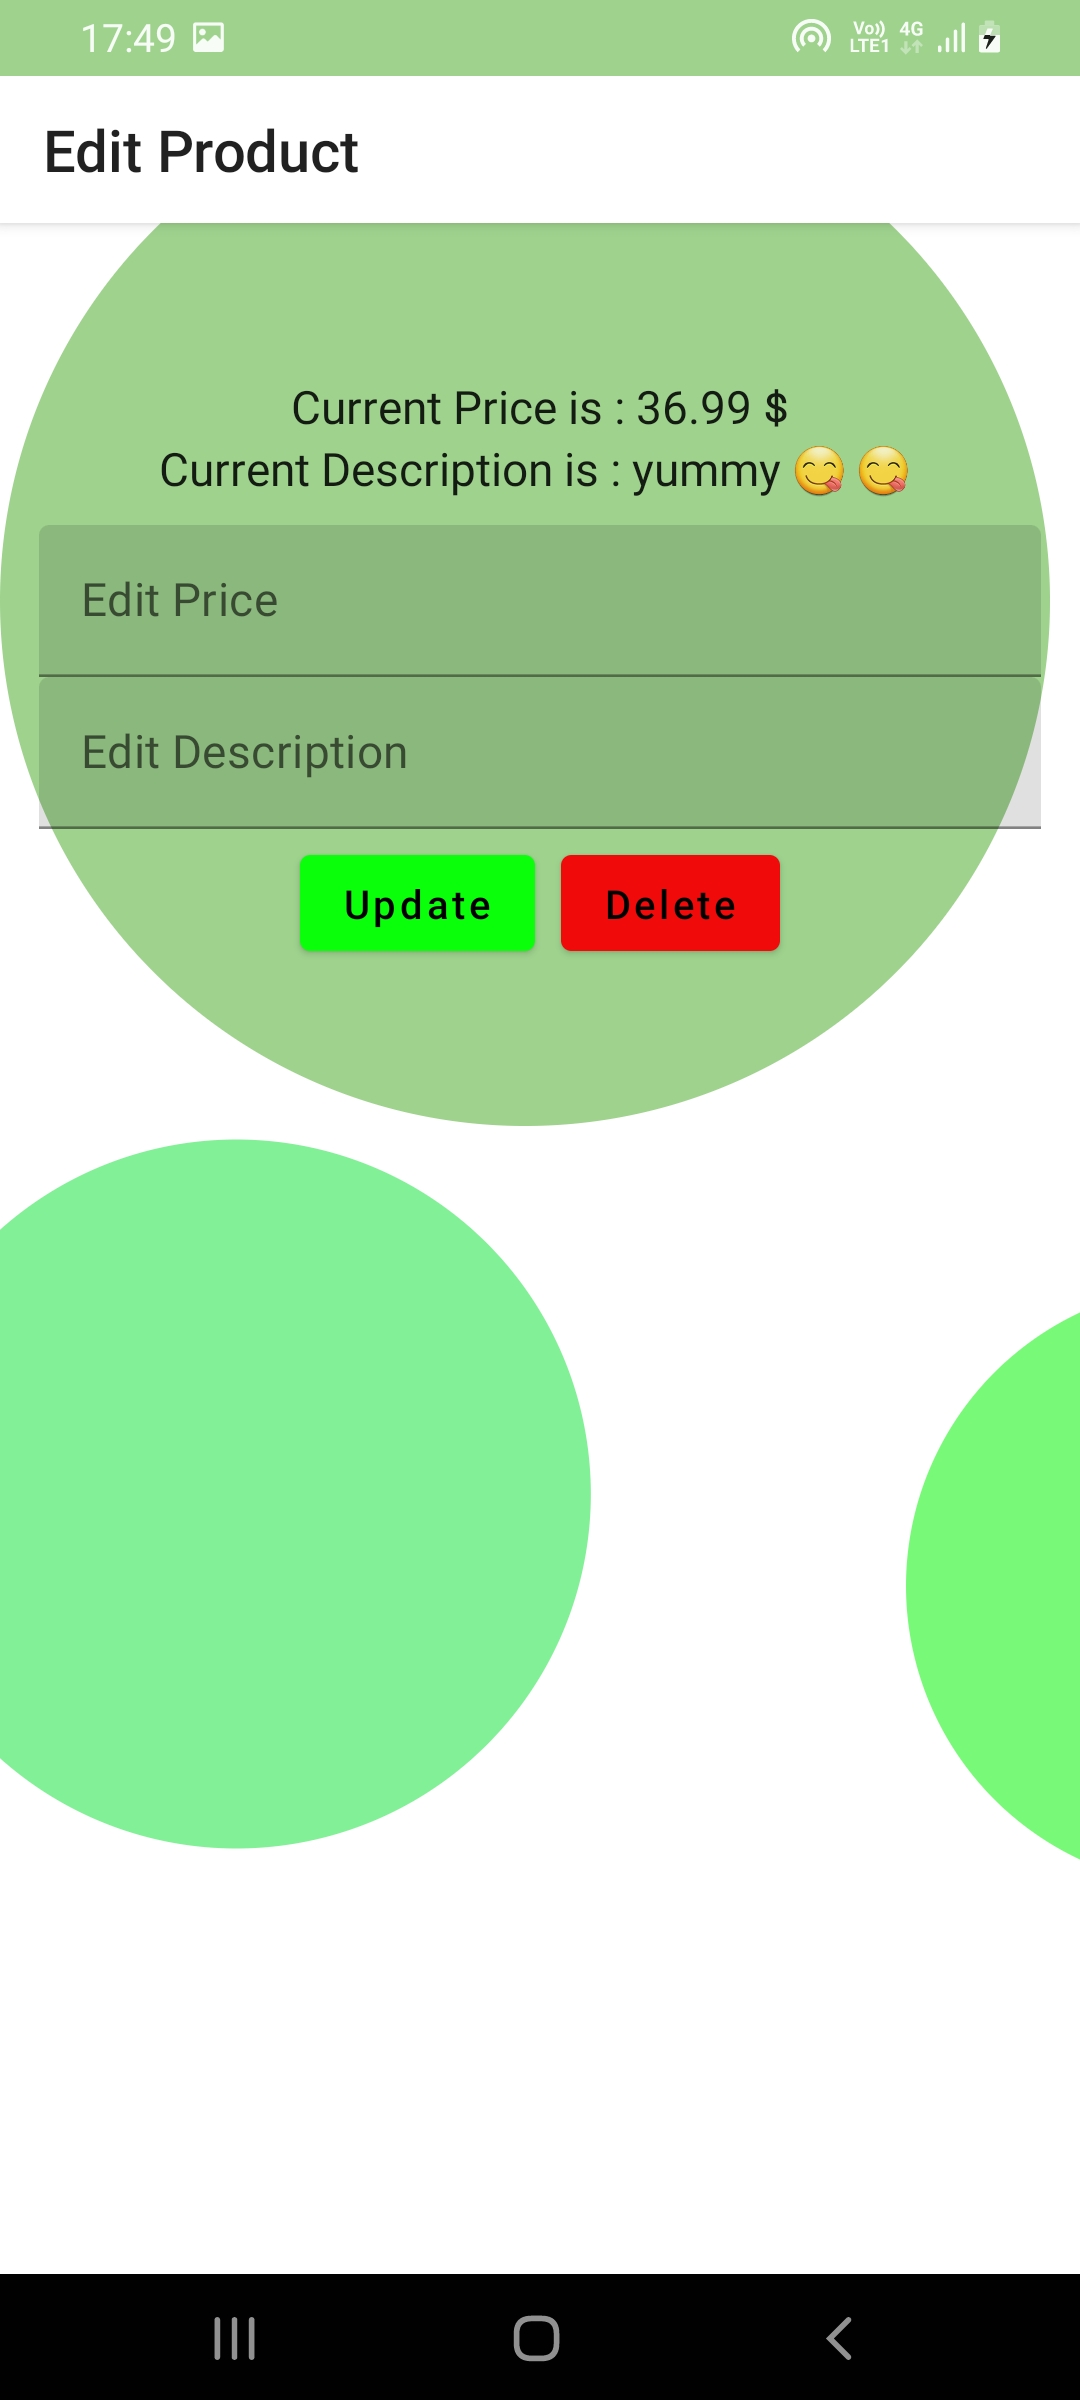 17:49 Vo)) LTE1 4G
Edit Product
Current Price is : 36.99 $
Current Description is : yummy 😋 😋
Edit Price
Edit Description
Update Delete